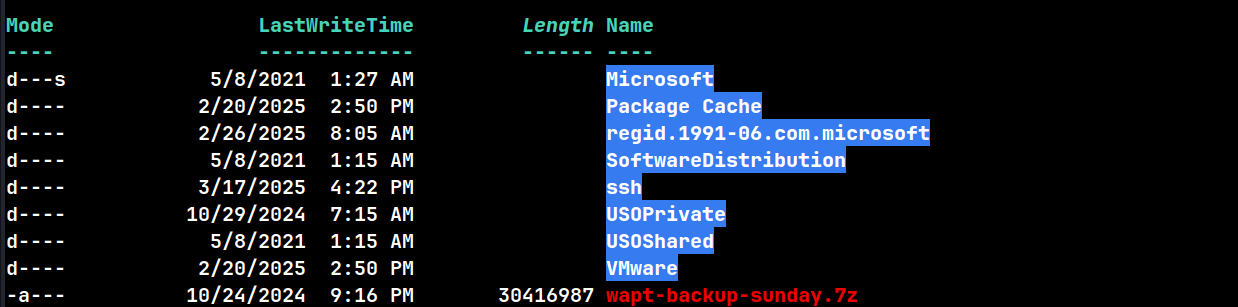 Mode                 LastWriteTime         Length Name
----                 -------------         ------ ----
d---s            5/8/2021  1:27 AM                Microsoft
d----           2/20/2025  2:50 PM                Package Cache
d----           2/26/2025  8:05 AM                regid.1991-06.com.microsoft
d----            5/8/2021  1:15 AM                SoftwareDistribution
d----           3/17/2025  4:22 PM                ssh
d----          10/29/2024  7:15 AM                USOPrivate
d----            5/8/2021  1:15 AM                USOShared
d----           2/20/2025  2:50 PM                VMware
-a---          10/24/2024  9:16 PM       30416987 wapt-backup-sunday.7z